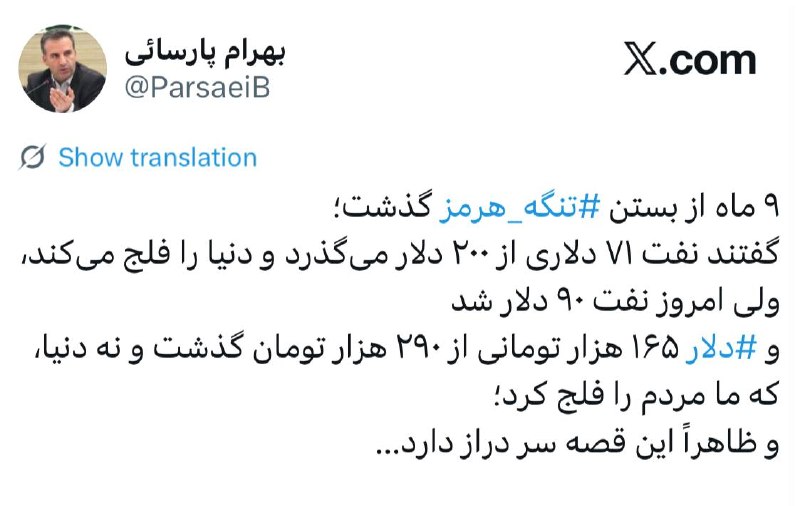 بهرام پارسائی
@ParsaeiB
X.com
Show translation
۹ ماه از بستن #تنگه_هرمز گذشت؛
گفتند نفت ۷۱ دلاری از ۲۰۰ دلار می‌گذرد و دنیا را فلج می‌کند،
ولی امروز نفت ۹۰ دلار شد
و #دلار ۱۶۵ هزار تومانی از ۲۹۰ هزار تومان گذشت و نه دنیا،
که ما مردم را فلج کرد؛
و ظاهراً این قصه سر دراز دارد...